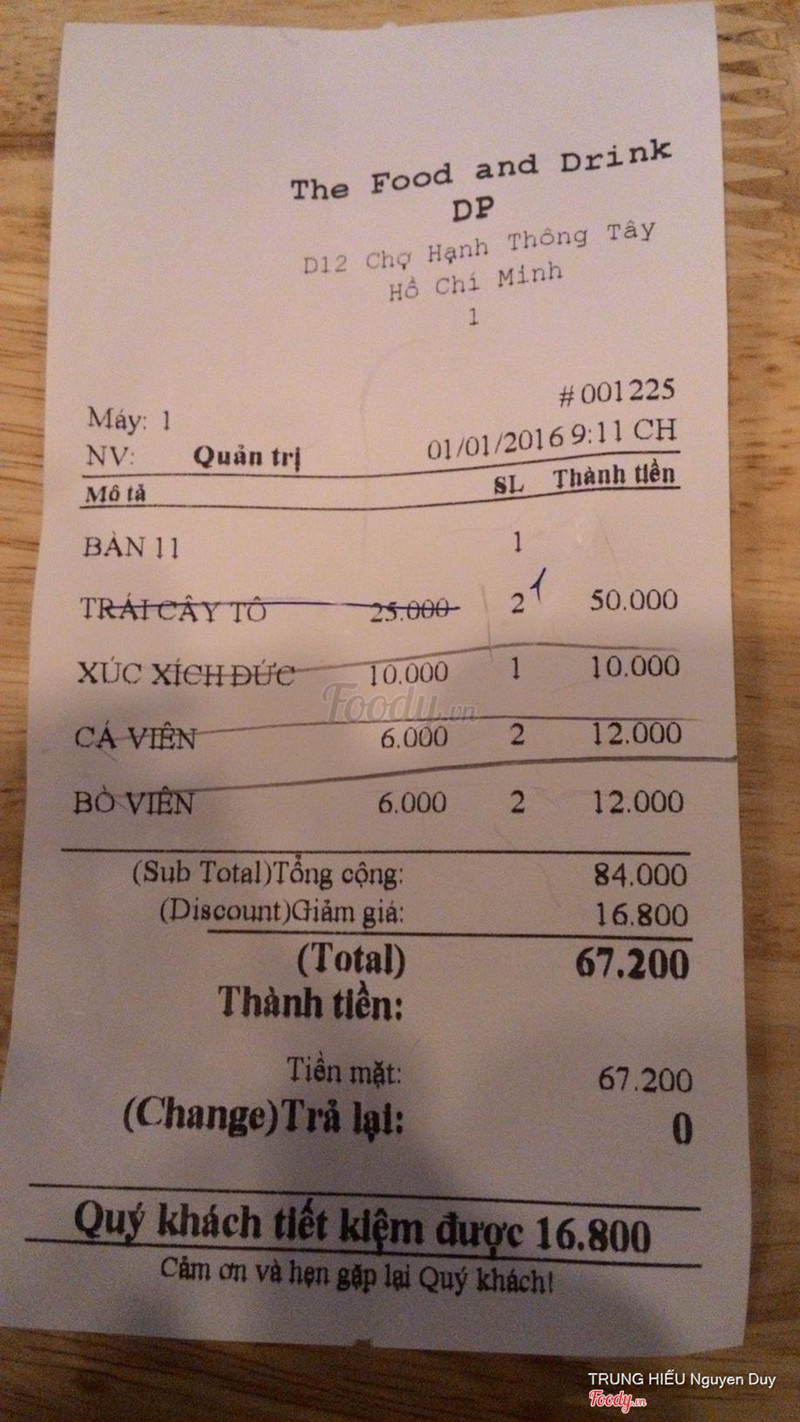 The Food and Drink
DP
D12 Chợ Hạnh Thông Tây
Hồ Chí Minh
1
#001225
Máy: 1
NV: Quản trị 01/01/2016 9:11 CH
Mô tả SL Thành tiền
BÀN 11 1
TRÁI CÂY TÔ 25.000 2 1 50.000
XÚC XÍCH ĐỨC 10.000 1 10.000
CÁ VIÊN 6.000 2 12.000
BÒ VIÊN 6.000 2 12.000
(Sub Total)Tổng cộng: 84.000
(Discount)Giảm giá: 16.800
(Total) 67.200
Thành tiền:
Tiền mặt: 67.200
(Change)Trả lại: 0
Quý khách tiết kiệm được 16.800
Cảm ơn và hẹn gặp lại Quý khách!
Foody.vn
TRUNG HIẾU Nguyen Duy
Foody.vn